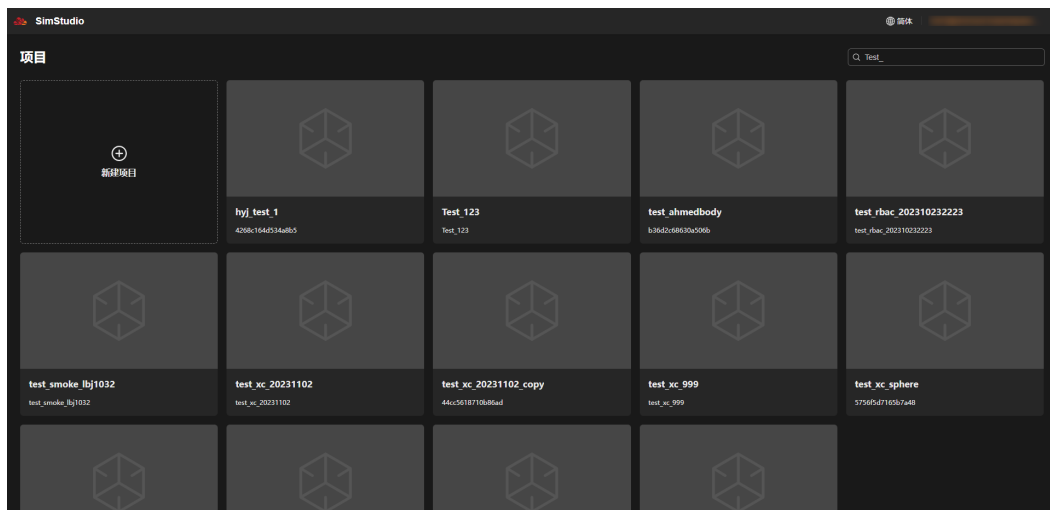 SimStudio
简体
项目
Test_
新建项目
hyj_test_1
4268c164d534a8b5
Test_123
Test_123
test_ahmedbody
b36d2c68630a506b
test_rbac_202310232223
test_rbac_202310232223
test_smoke_lbj1032
test_smoke_lbj1032
test_xc_20231102
test_xc_20231102
test_xc_20231102_copy
44cc5618710b86ad
test_xc_999
test_xc_999
test_xc_sphere
5756f5d7165b7a48